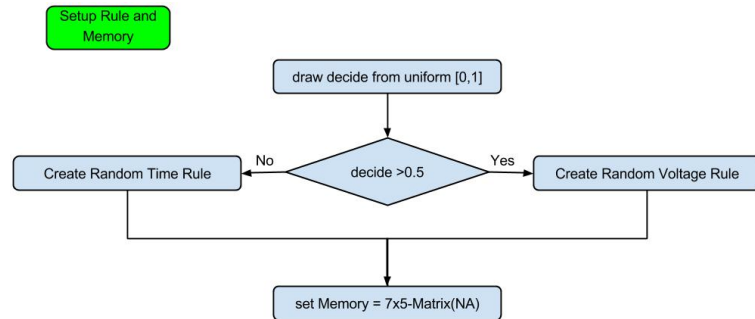 Setup Rule and
Memory
draw decide from uniform [0,1]
No
Yes
Create Random Time Rule
decide >0.5
Create Random Voltage Rule
set Memory = 7x5-Matrix(NA)